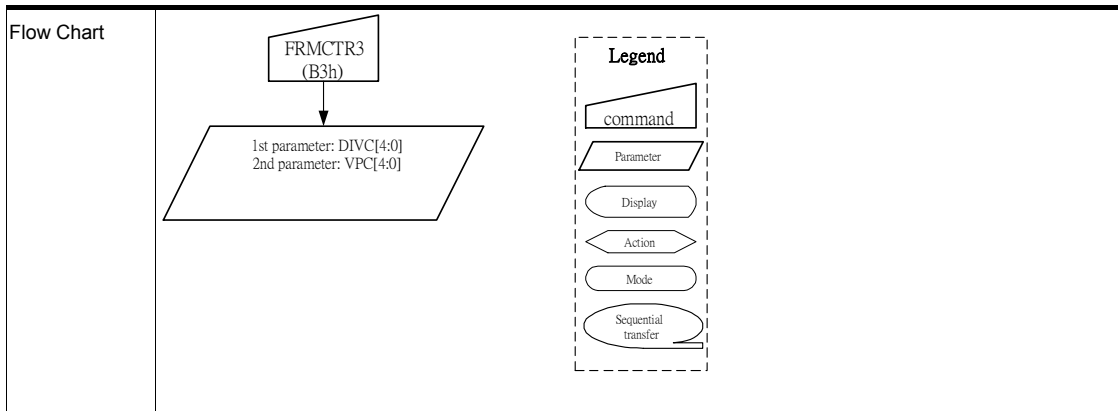 Flow Chart
FRMCTR3
(B3h)
1st parameter: DIVC[4:0]
2nd parameter: VPC[4:0]
Legend
command
Parameter
Display
Action
Mode
Sequential
transfer